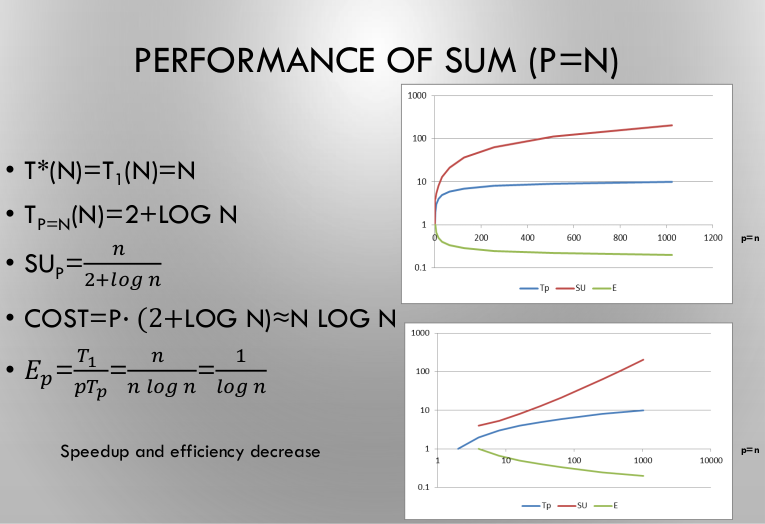 PERFORMANCE OF SUM (P=N)
• T*(N)=T₁(N)=N
• T_{P=N}(N)=2+LOG N
• SU_P=\frac{n}{2+log n}
• COST=P· (2+LOG N)≈N LOG N
• E_p=\frac{T_1}{pT_p}=\frac{n}{n log n}=\frac{1}{log n}
Speedup and efficiency decrease
1000
100
10
1
0.1
0 200 400 600 800 1000 1200
p=n
Tp SU E
1000
100
10
1
0.1
1 10 100 1000 10000
p=n
Tp SU E